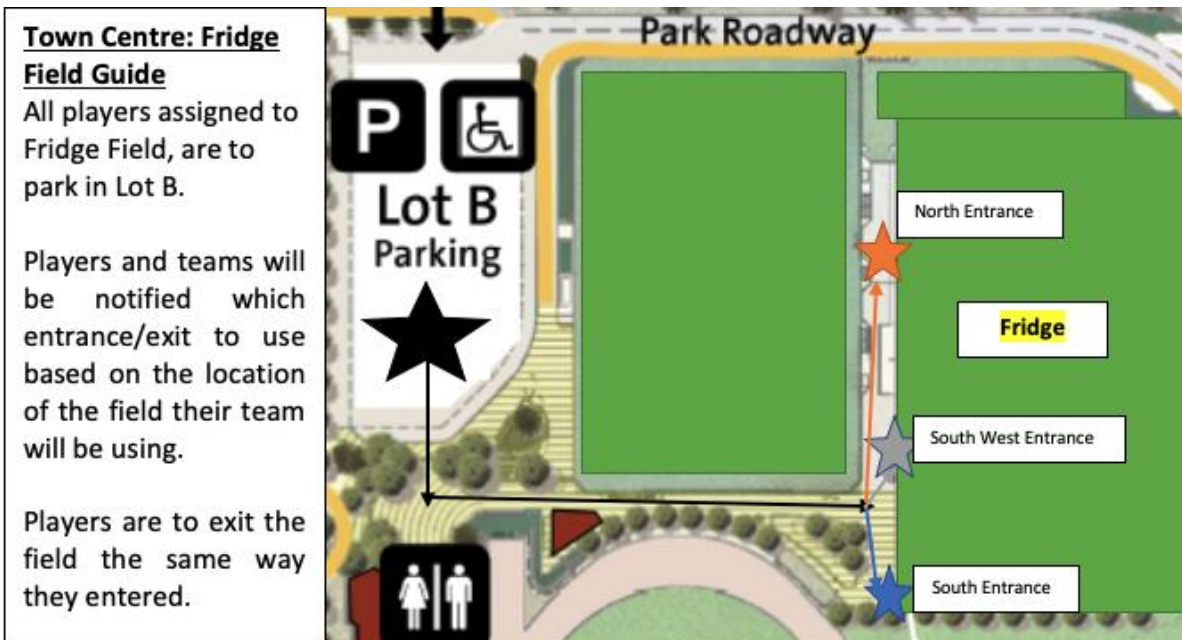 Town Centre: Fridge
Field Guide
All players assigned to
Fridge Field, are to
park in Lot B.
Players and teams will
be notified which
entrance/exit to use
based on the location
of the field their team
will be using.
Players are to exit the
field the same way
they entered.
Park Roadway
P
Lot B
Parking
North Entrance
Fridge
South West Entrance
South Entrance